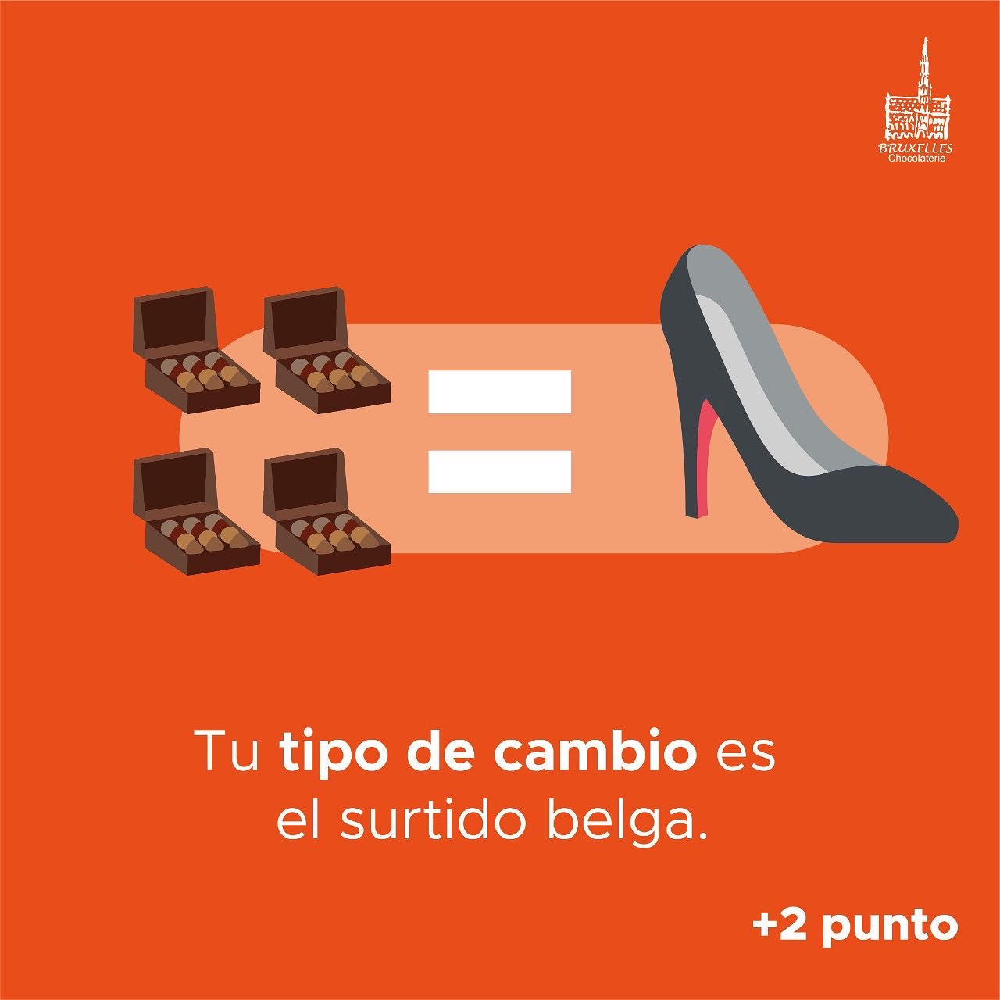 BRUXELLES
Chocolaterie
Tu tipo de cambio es
el surtido belga.
+2 punto